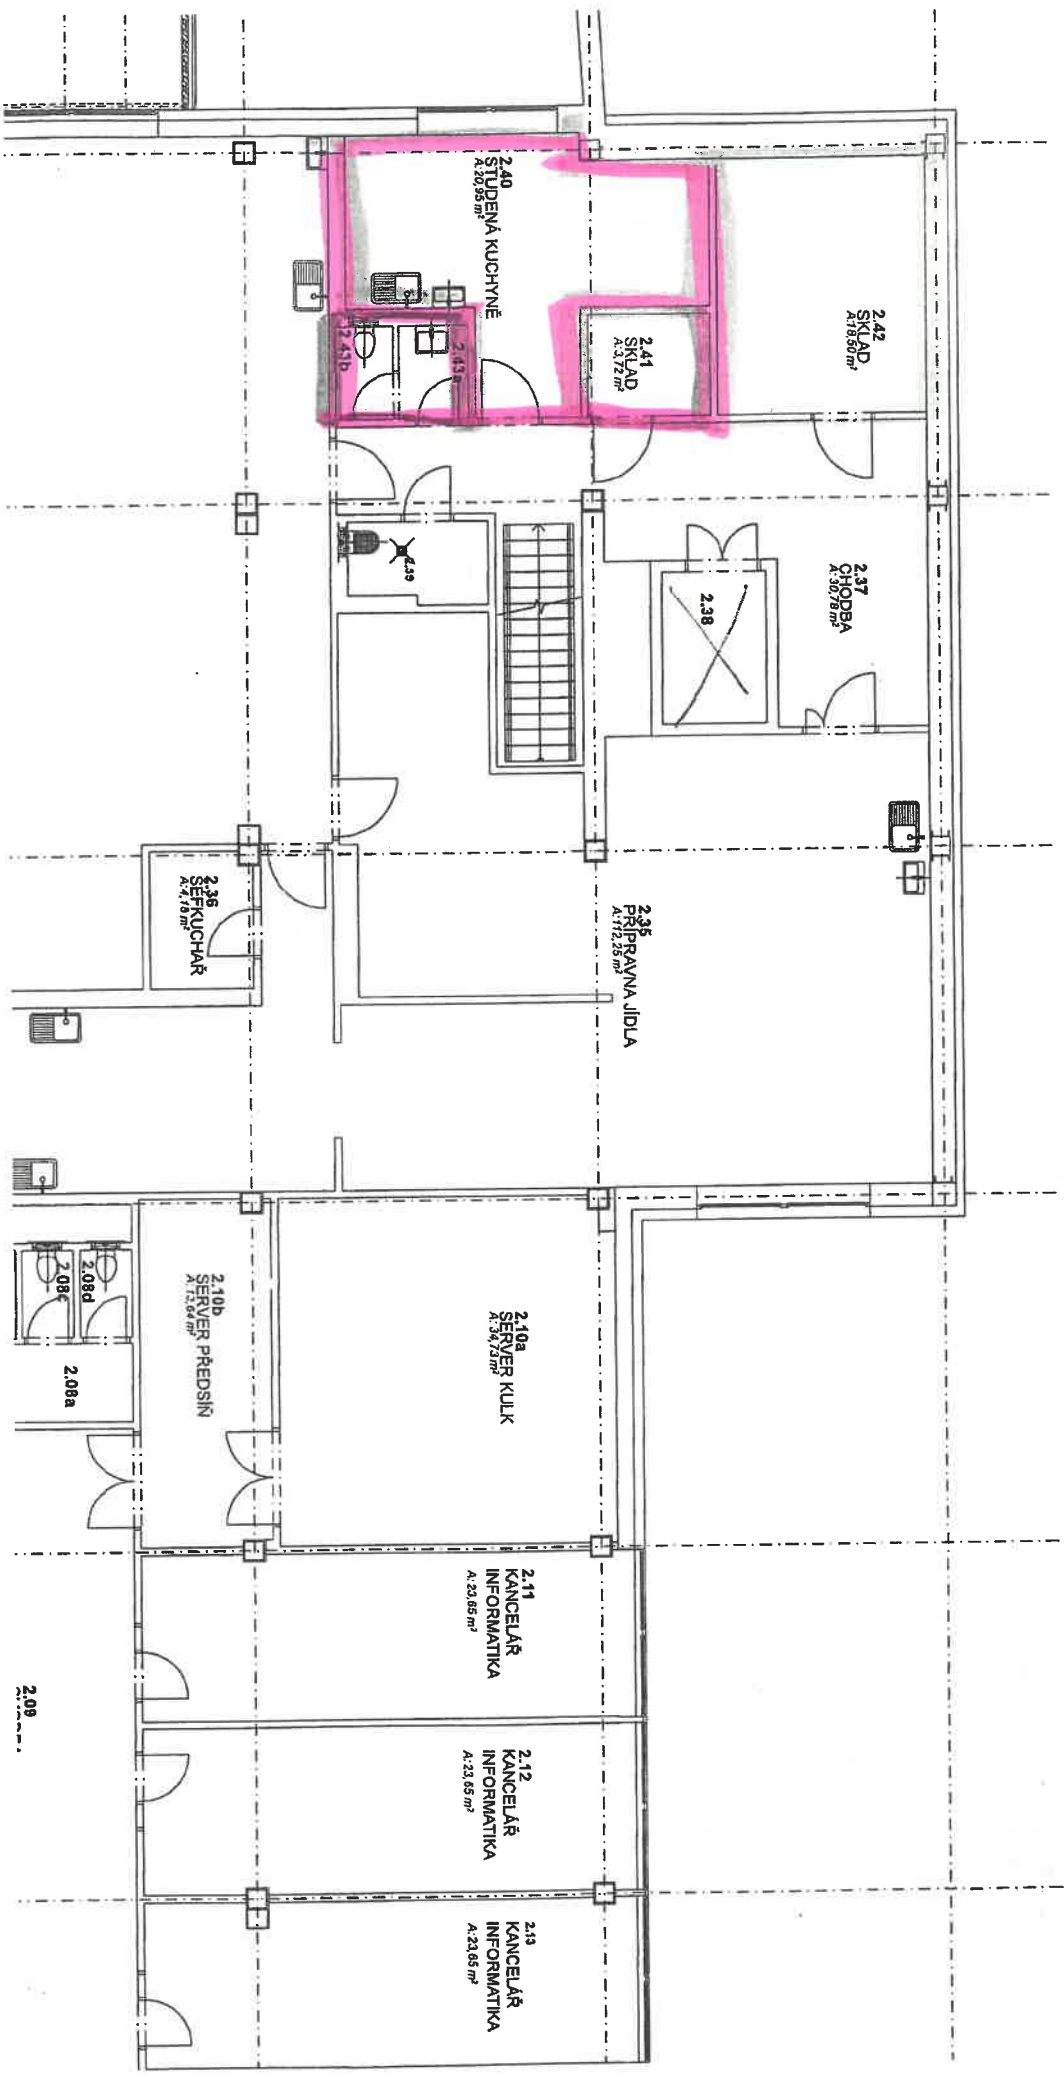 2.40
STUDENÁ KUCHYNĚ
A:20,95 m²
2.41
SKLAD
A:3,72 m²
2.42
SKLAD
A:18,50 m²
2.43a
2.43b
2.37
CHODBA
A:30,78 m²
2.38
2.39
2.35
PŘÍPRAVNA JÍDLA
A:112,25 m²
2.36
ŠÉFKUCHAŘ
A:4,18 m²
2.10b
SERVER PŘEDSÍŇ
A:13,64 m²
2.10a
SERVER KULK
A:34,73 m²
2.08d
2.08c
2.08a
2.11
KANCELÁŘ
INFORMATIKA
A:23,65 m²
2.12
KANCELÁŘ
INFORMATIKA
A:23,65 m²
2.13
KANCELÁŘ
INFORMATIKA
A:23,65 m²
2.09